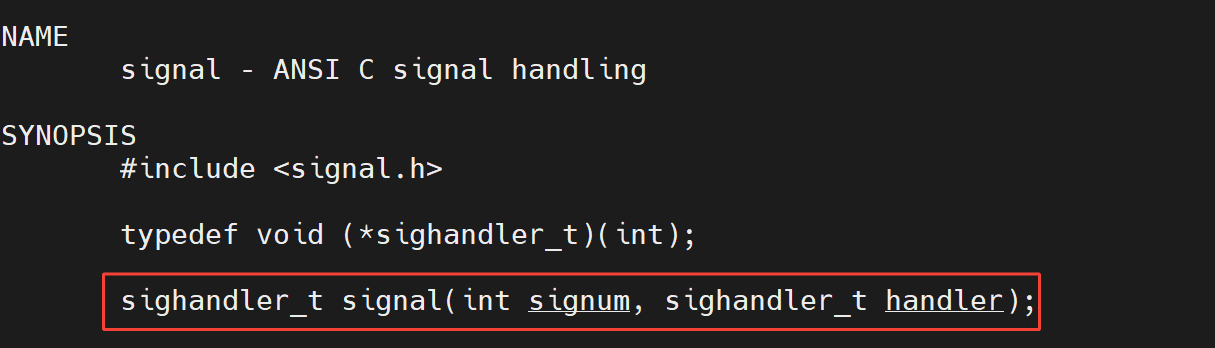 NAME
signal - ANSI C signal handling
SYNOPSIS
#include <signal.h>
typedef void (*sighandler_t)(int);
sighandler_t signal(int signum, sighandler_t handler);